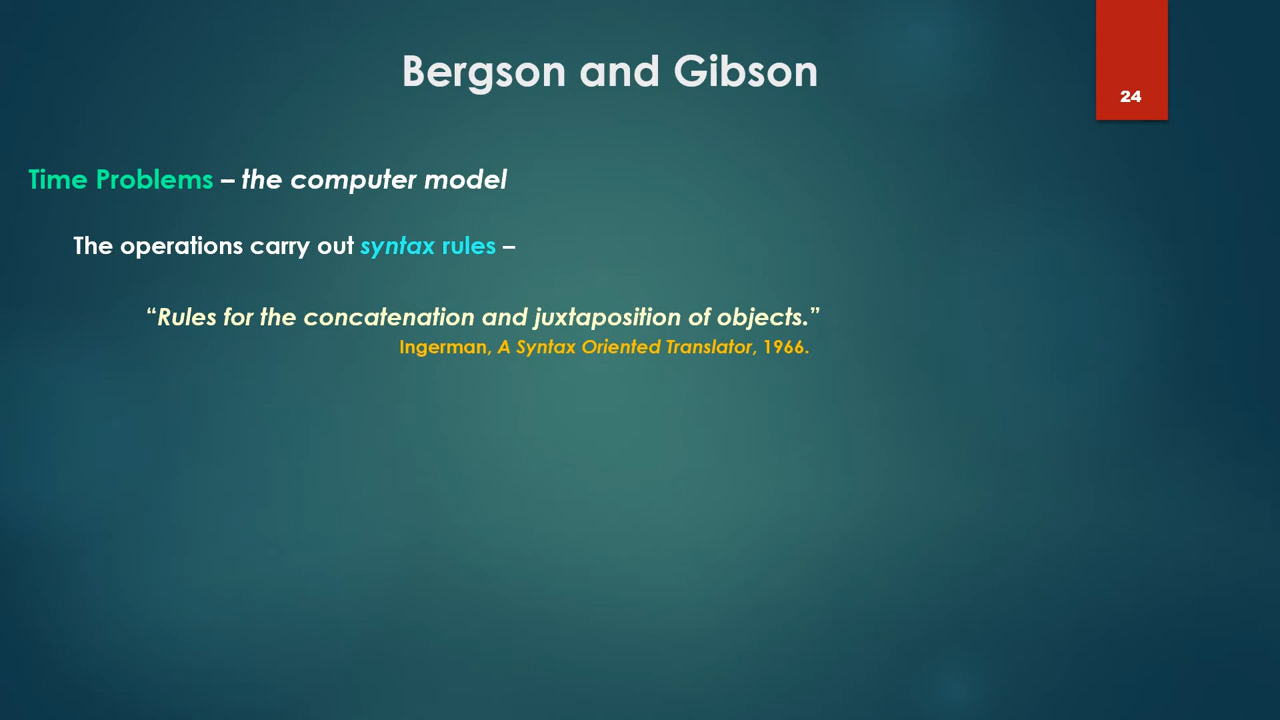 Bergson and Gibson
24
Time Problems – the computer model
The operations carry out syntax rules –
“Rules for the concatenation and juxtaposition of objects.”
Ingerman, A Syntax Oriented Translator, 1966.